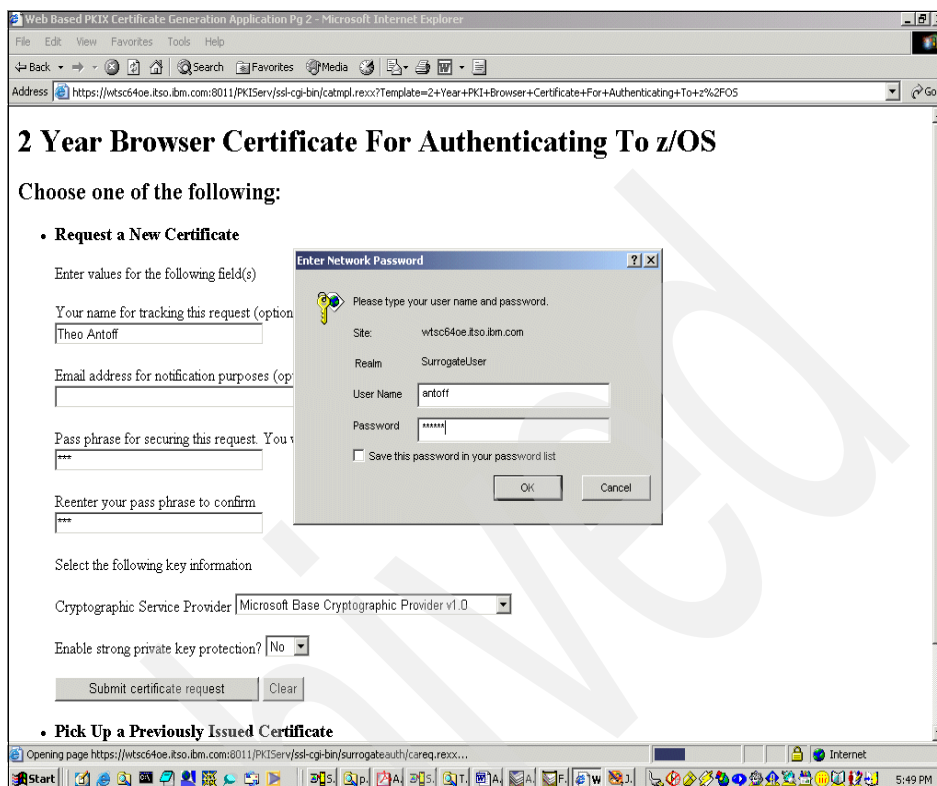 Web Based PKIX Certificate Generation Application Pg 2 - Microsoft Internet Explorer
File Edit View Favorites Tools Help
Back Search Favorites Media
Address https://wtsc64oe.itso.ibm.com:8011/PKIServ/ssl-cgi-bin/catmpl.rexx?Template=2+Year+PKI+Browser+Certificate+For+Authenticating+To+z%2FOS Go
2 Year Browser Certificate For Authenticating To z/OS
Choose one of the following:
• Request a New Certificate
Enter values for the following field(s)
Your name for tracking this request (option
Theo Antoff
Email address for notification purposes (op
Pass phrase for securing this request. You
***
Reenter your pass phrase to confirm
***
Select the following key information
Cryptographic Service Provider Microsoft Base Cryptographic Provider v1.0
Enable strong private key protection? No
Submit certificate request Clear
• Pick Up a Previously Issued Certificate
Enter Network Password
Please type your user name and password.
Site: wtsc64oe.itso.ibm.com
Realm SurrogateUser
User Name antoff
Password ******
Save this password in your password list
OK Cancel
Opening page https://wtsc64oe.itso.ibm.com:8011/PKIServ/ssl-cgi-bin/surrogateauth/careq.rexx... Internet
Start S. p. A. S. T. A. A. F. W J. 5:49 PM